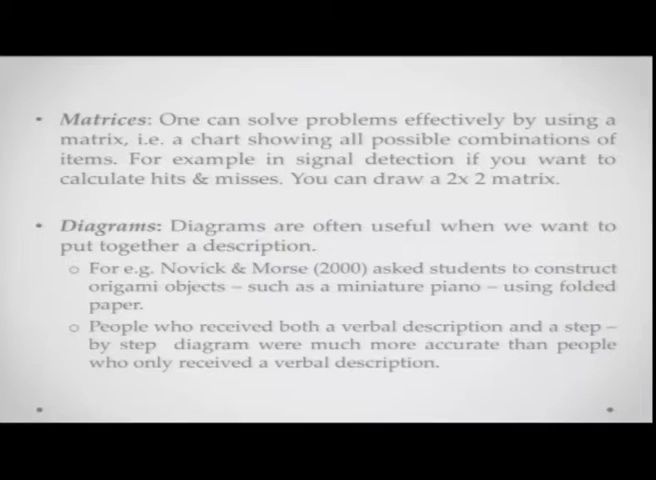 • Matrices: One can solve problems effectively by using a
matrix, i.e. a chart showing all possible combinations of
items. For example in signal detection if you want to
calculate hits & misses. You can draw a 2x 2 matrix.
• Diagrams: Diagrams are often useful when we want to
put together a description.
○ For e.g. Novick & Morse (2000) asked students to construct
origami objects – such as a miniature piano – using folded
paper.
○ People who received both a verbal description and a step –
by step diagram were much more accurate than people
who only received a verbal description.